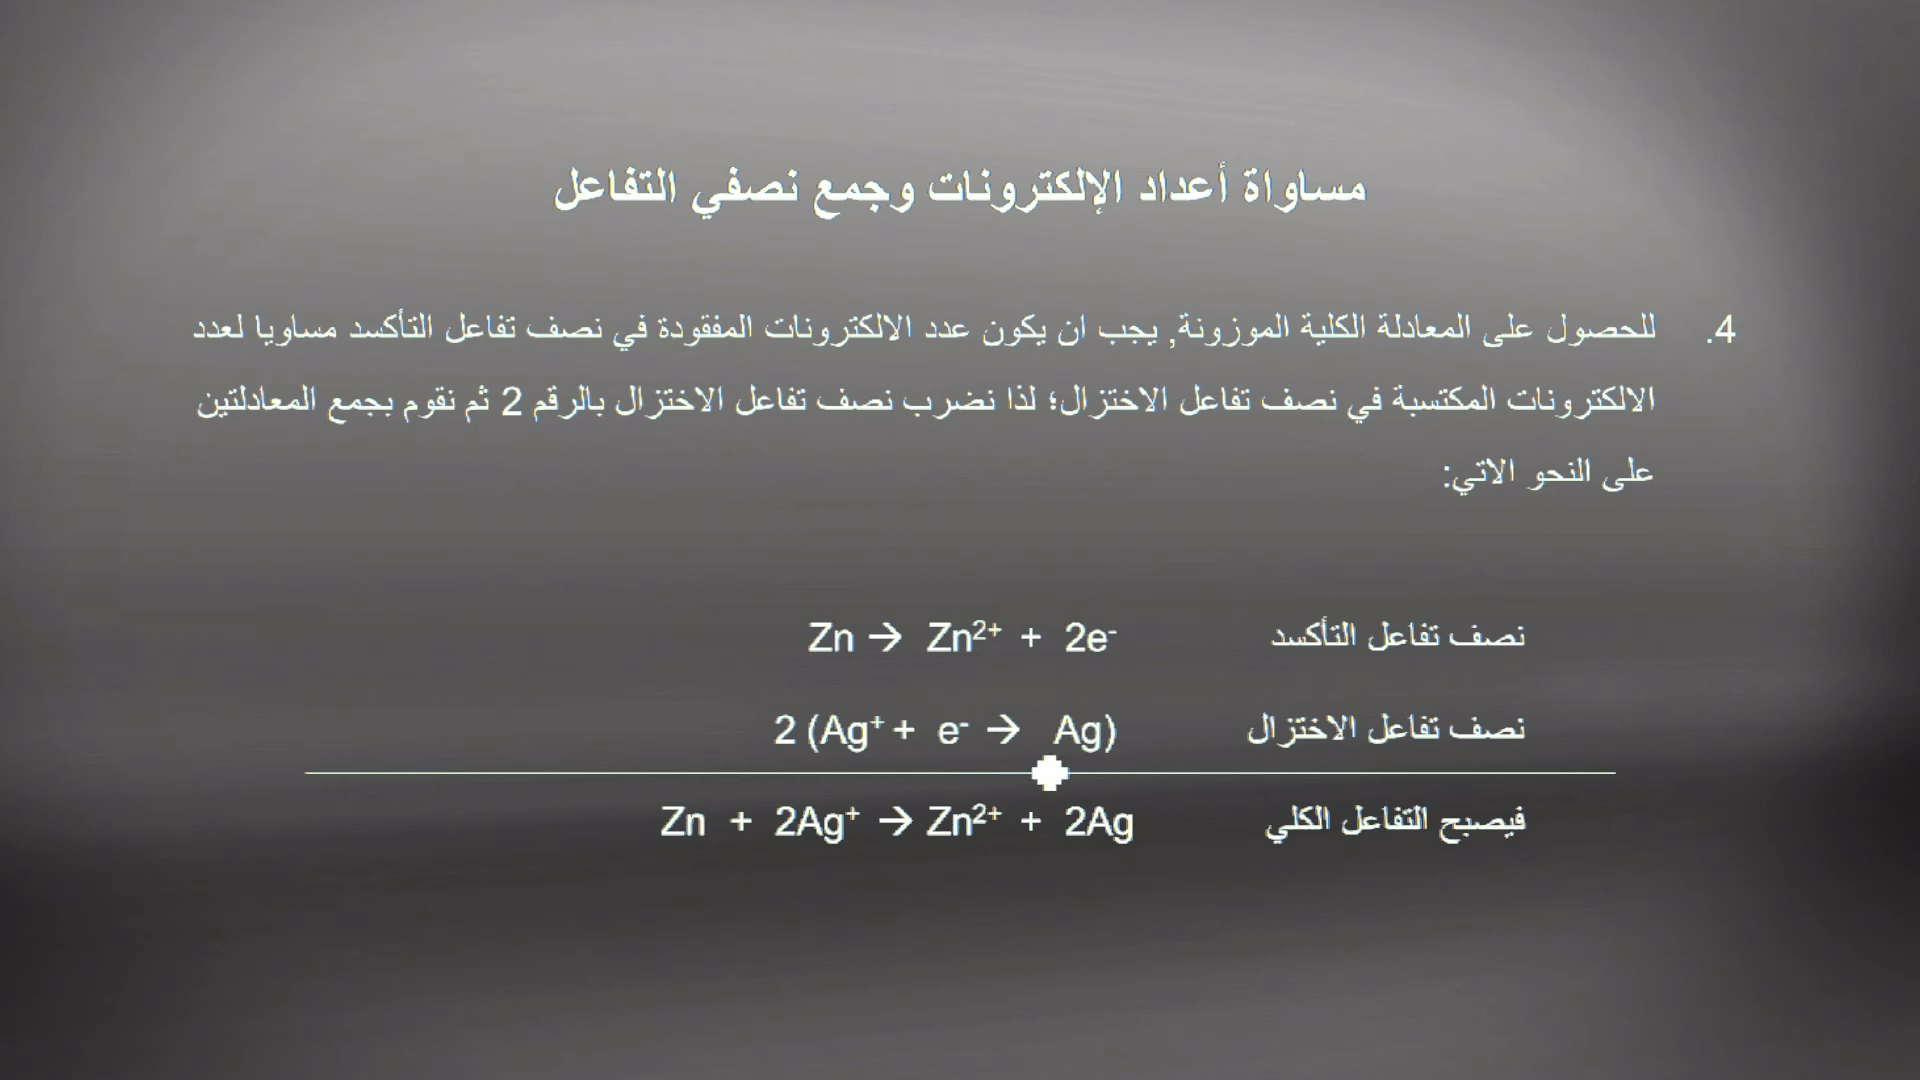 مساواة أعداد الإلكترونات وجمع نصفي التفاعل
4. للحصول على المعادلة الكلية الموزونة, يجب ان يكون عدد الالكترونات المفقودة في نصف تفاعل التأكسد مساويا لعدد
الالكترونات المكتسبة في نصف تفاعل الاختزال؛ لذا نضرب نصف تفاعل الاختزال بالرقم 2 ثم نقوم بجمع المعادلتين
على النحو الاتي:
نصف تفاعل التأكسد Zn → Zn²⁺ + 2e⁻
نصف تفاعل الاختزال 2 (Ag⁺ + e⁻ → Ag)
فيصبح التفاعل الكلي Zn + 2Ag⁺ → Zn²⁺ + 2Ag